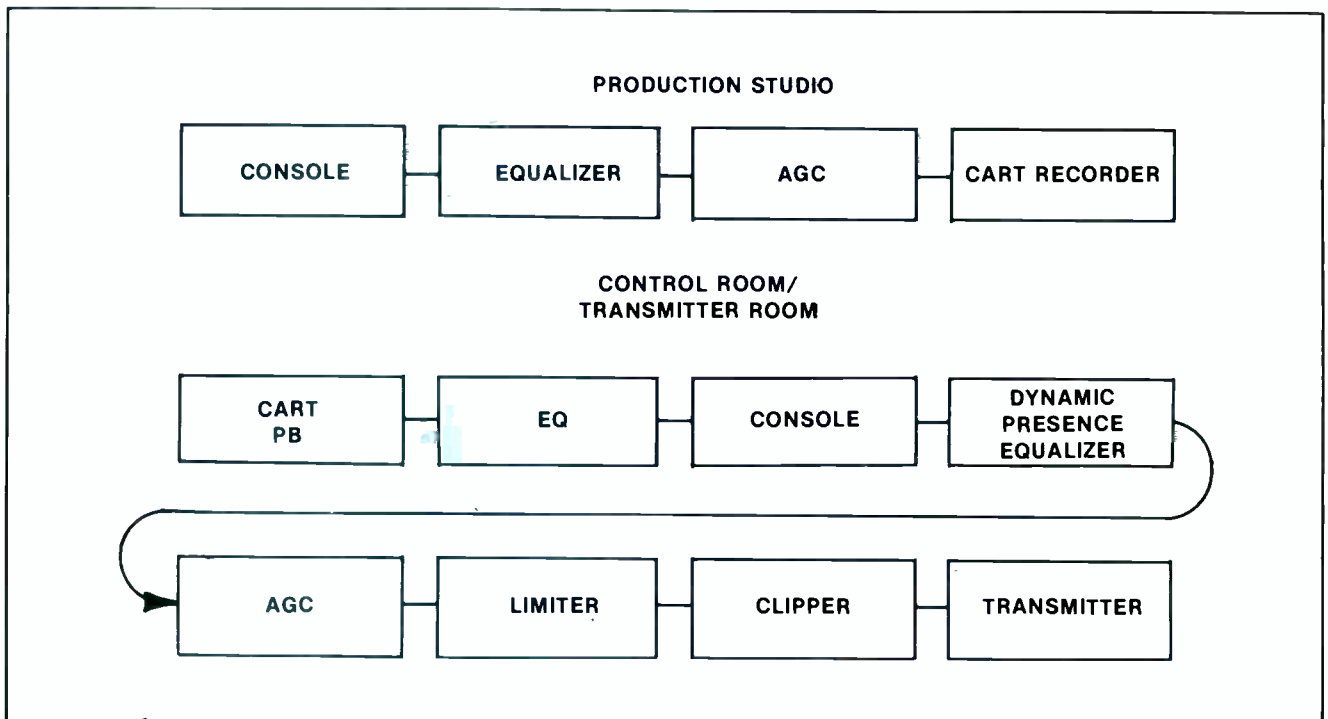 PRODUCTION STUDIO
CONSOLE
EQUALIZER
AGC
CART RECORDER
CONTROL ROOM/
TRANSMITTER ROOM
CART
PB
EQ
CONSOLE
DYNAMIC
PRESENCE
EQUALIZER
AGC
LIMITER
CLIPPER
TRANSMITTER